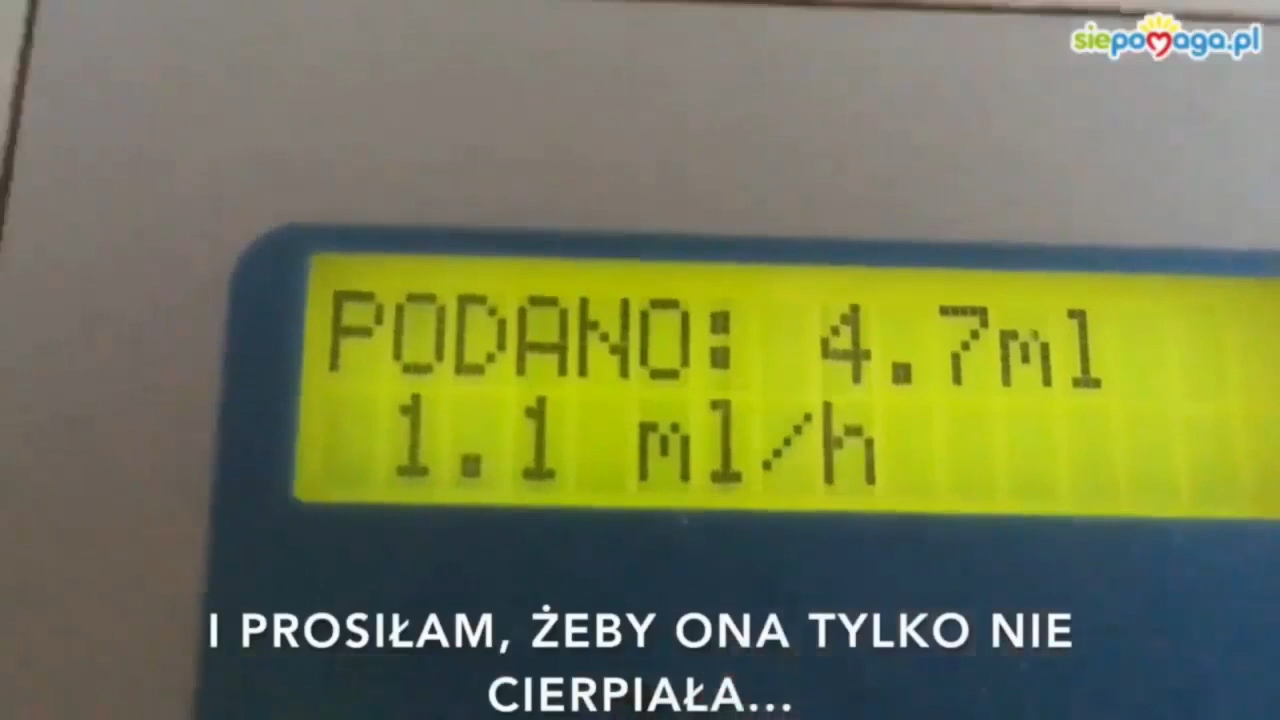 siepomaga.pl
PODANO: 4.7ml
1.1 ml/h
I PROSIŁAM, ŻEBY ONA TYLKO NIE
CIERPIAŁA...